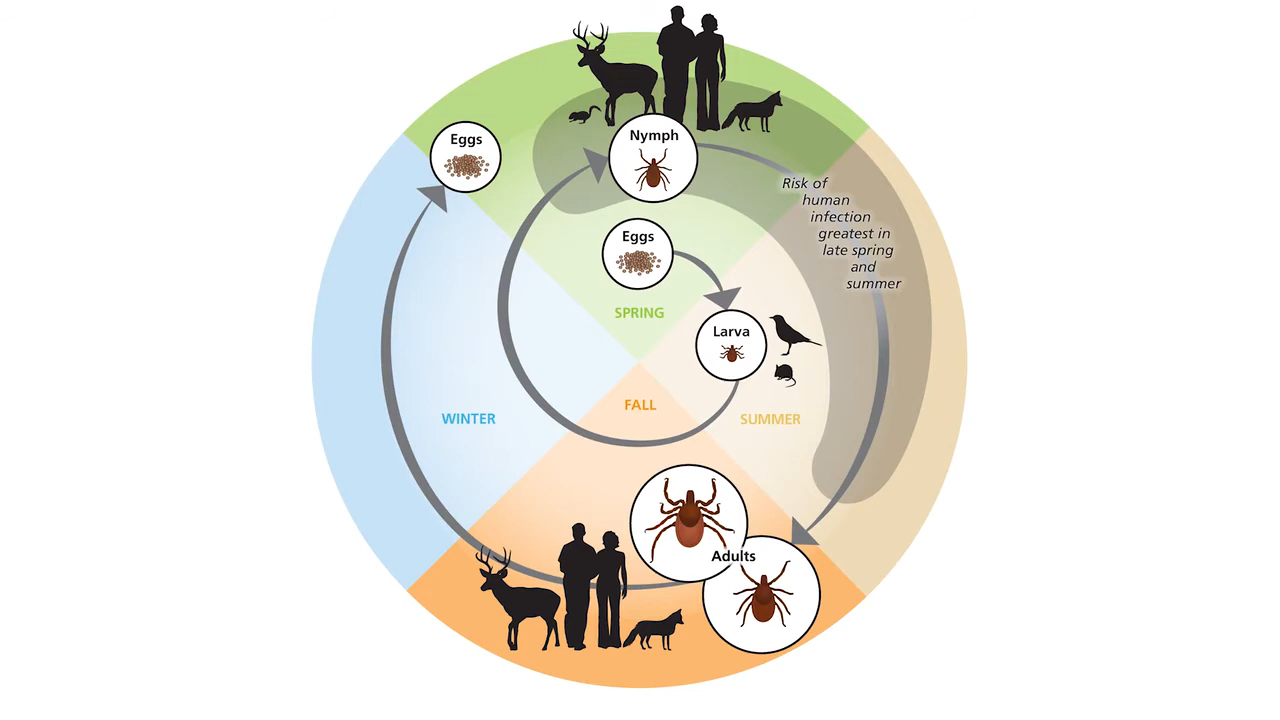 Eggs
Nymph
Risk of
human
infection
greatest in
late spring
and
summer
Eggs
SPRING
Larva
FALL
WINTER
SUMMER
Adults